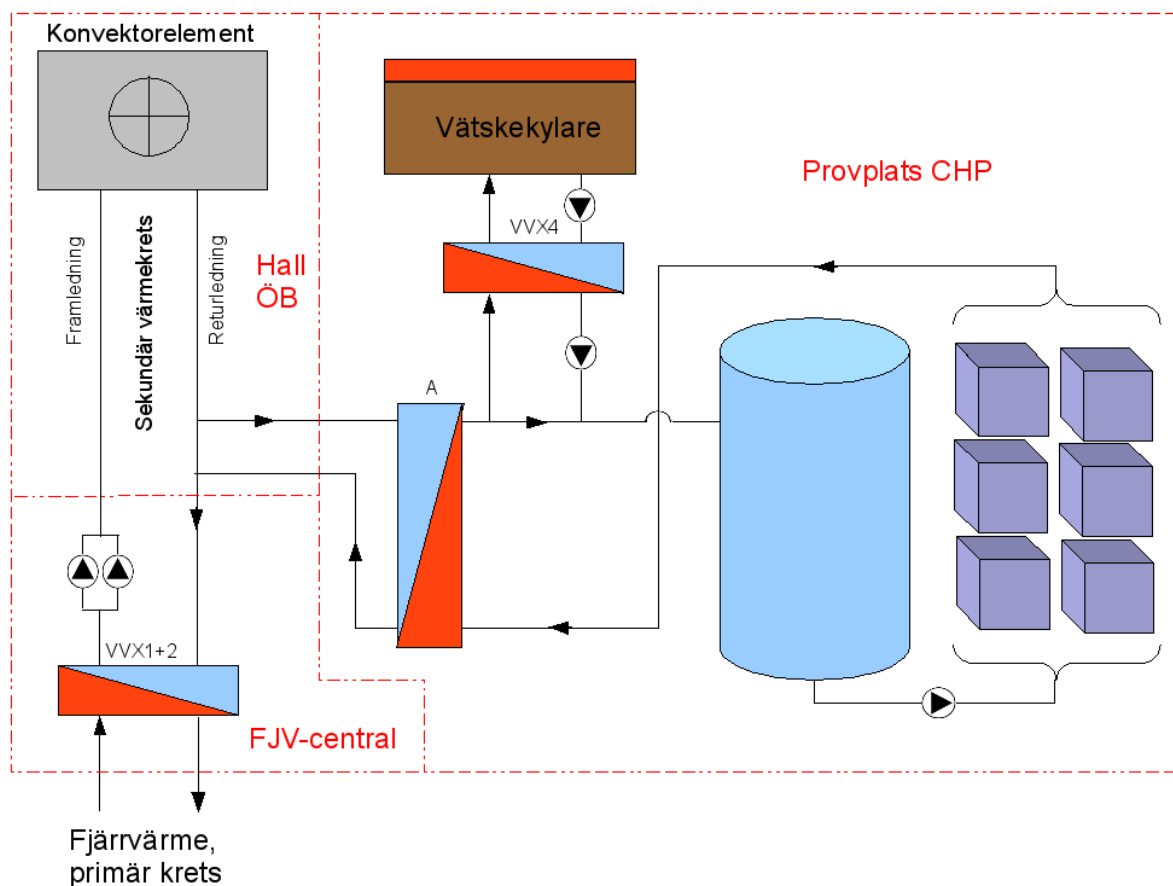 Konvektorelement
Vätskekylare
Provplats CHP
VVX4
Framledning
Sekundär värmekrets
Returledning
Hall
ÖB
A
VVX1+2
FJV-central
Fjärrvärme,
primär krets